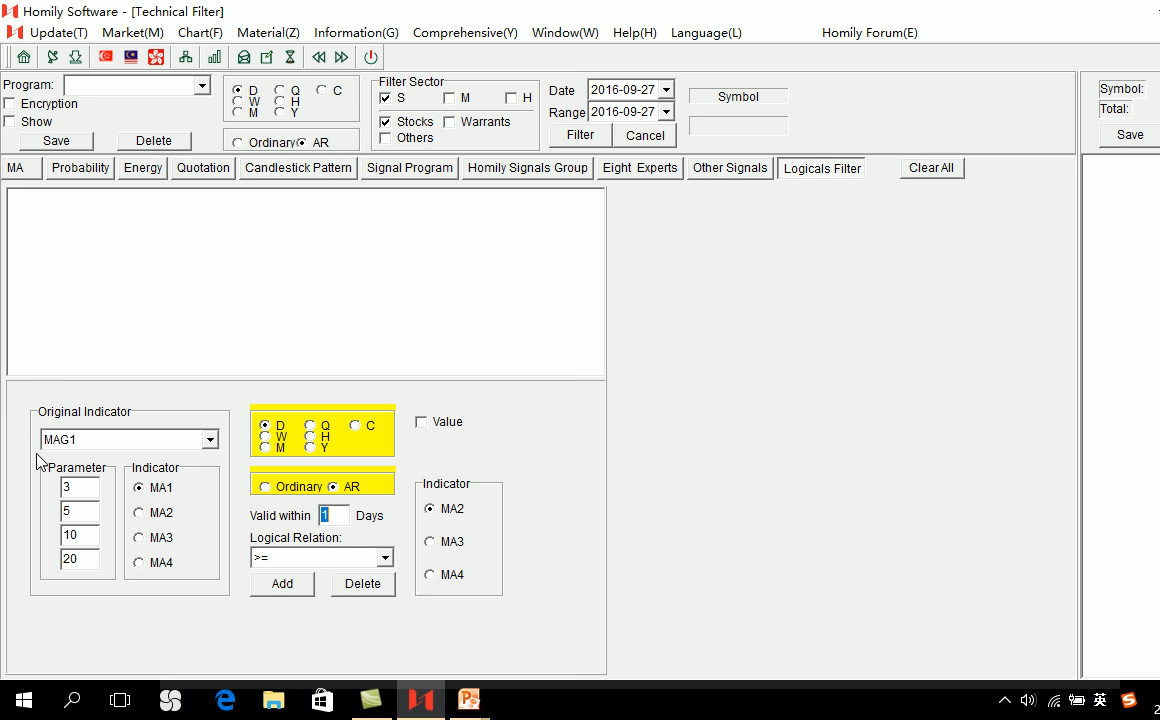 Homily Software - [Technical Filter]
Update(T) Market(M) Chart(F) Material(Z) Information(G) Comprehensive(Y) Window(W) Help(H) Language(L) Homily Forum(E)
Program:
Encryption
Show
Save Delete
D Q C
W H
M Y
Ordinary AR
Filter Sector
S M H
Stocks Warrants
Others
Date 2016-09-27
Range 2016-09-27
Filter Cancel
Symbol
Symbol:
Total:
Save
MA Probability Energy Quotation Candlestick Pattern Signal Program Homily Signals Group Eight Experts Other Signals Logicals Filter Clear All
Original Indicator
MAG1
Parameter
3
5
10
20
Indicator
MA1
MA2
MA3
MA4
D Q C
W H
M Y
Ordinary AR
Valid within 1 Days
Logical Relation:
>=
Add Delete
Value
Indicator
MA2
MA3
MA4
英
2